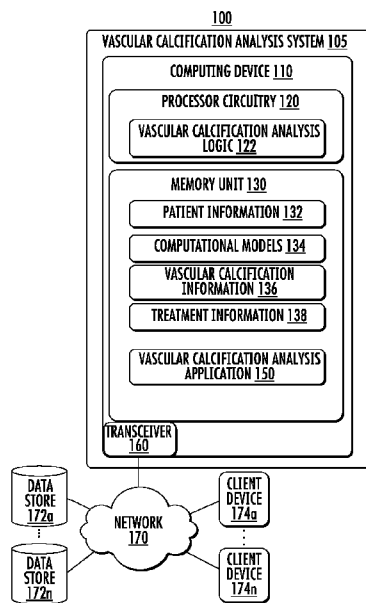 100
VASCULAR CALCIFICATION ANALYSIS SYSTEM 105
COMPUTING DEVICE 110
PROCESSOR CIRCUITRY 120
VASCULAR CALCIFICATION ANALYSIS
LOGIC 122
MEMORY UNIT 130
PATIENT INFORMATION 132
COMPUTATIONAL MODELS 134
VASCULAR CALCIFICATION
INFORMATION 136
TREATMENT INFORMATION 138
VASCULAR CALCIFICATION ANALYSIS
APPLICATION 150
TRANSCEIVER
160
DATA
STORE
172a
DATA
STORE
172n
NETWORK
170
CLIENT
DEVICE
174a
CLIENT
DEVICE
174n